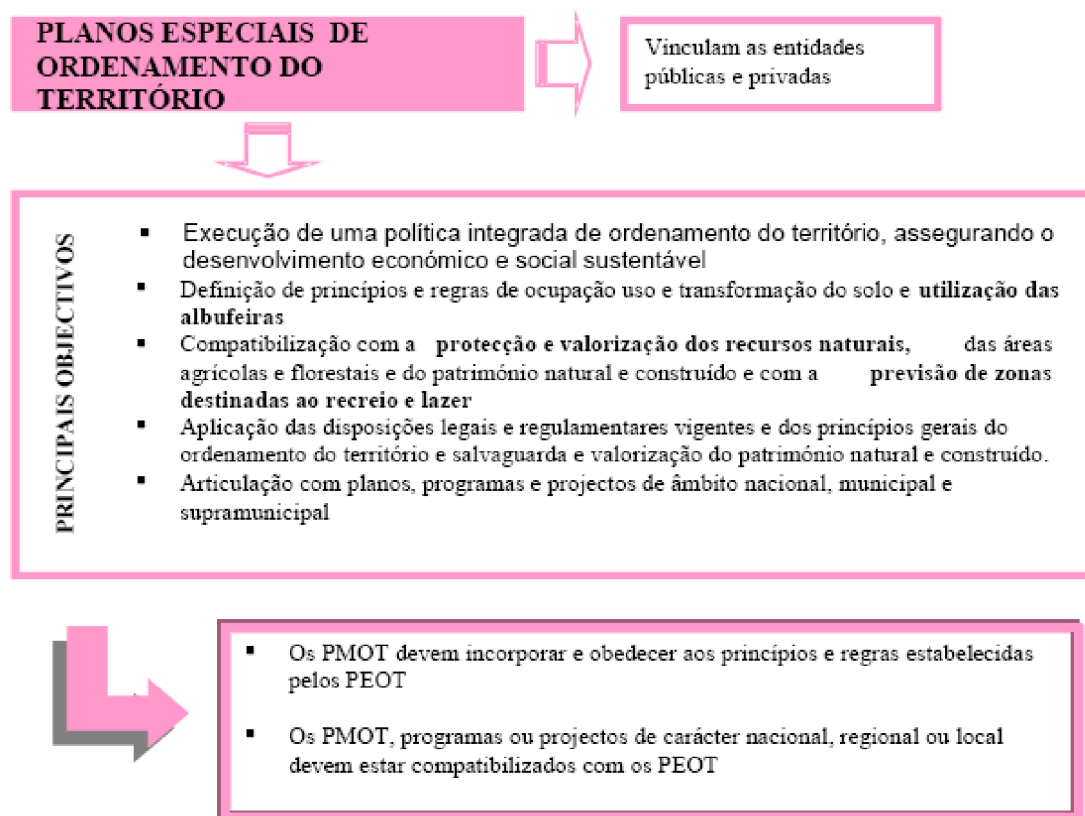 PLANOS ESPECIAIS DE
ORDENAMENTO DO
TERRITÓRIO
Vinculam as entidades
públicas e privadas
PRINCIPAIS OBJECTIVOS
▪ Execução de uma política integrada de ordenamento do território, assegurando o
desenvolvimento económico e social sustentável
▪ Definição de princípios e regras de ocupação uso e transformação do solo e utilização das
albufeiras
▪ Compatibilização com a protecção e valorização dos recursos naturais, das áreas
agrícolas e florestais e do património natural e construído e com a previsão de zonas
destinadas ao recreio e lazer
▪ Aplicação das disposições legais e regulamentares vigentes e dos princípios gerais do
ordenamento do território e salvaguarda e valorização do património natural e construído.
▪ Articulação com planos, programas e projectos de âmbito nacional, municipal e
supramunicipal
▪ Os PMOT devem incorporar e obedecer aos princípios e regras estabelecidas
pelos PEOT
▪ Os PMOT, programas ou projectos de carácter nacional, regional ou local
devem estar compatibilizados com os PEOT